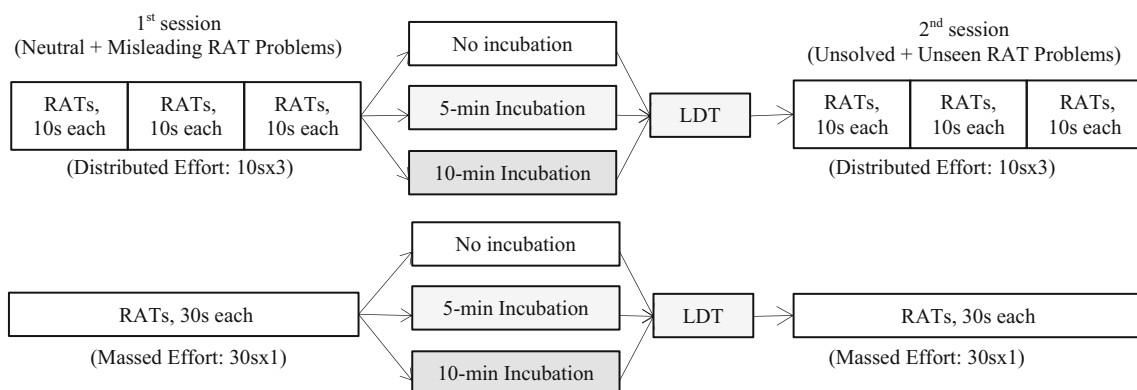 1st session
(Neutral + Misleading RAT Problems)
No incubation
2nd session
(Unsolved + Unseen RAT Problems)
RATs,
10s each
RATs,
10s each
RATs,
10s each
5-min Incubation
LDT
RATs,
10s each
RATs,
10s each
RATs,
10s each
(Distributed Effort: 10sx3)
10-min Incubation
(Distributed Effort: 10sx3)
No incubation
RATs, 30s each
5-min Incubation
LDT
RATs, 30s each
(Massed Effort: 30sx1)
10-min Incubation
(Massed Effort: 30sx1)